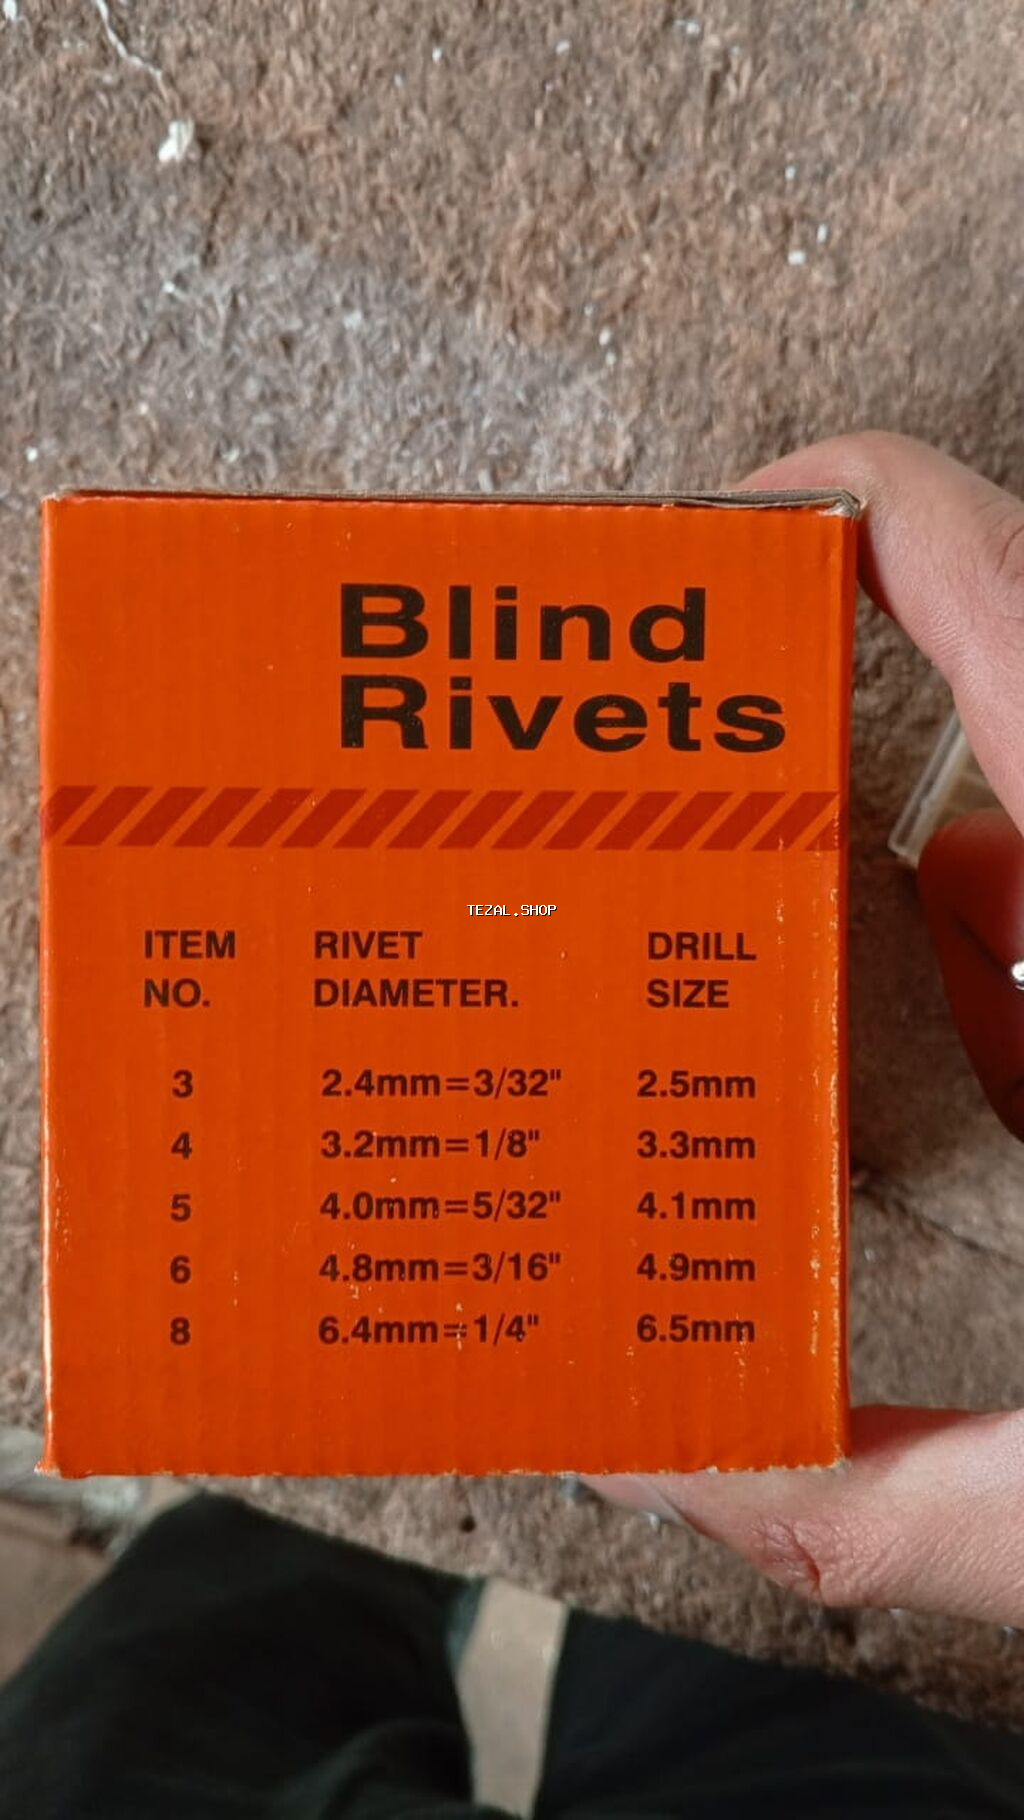 Blind
Rivets
TEZAL.SHOP
ITEM NO. RIVET DIAMETER. DRILL SIZE
3 2.4mm=3/32" 2.5mm
4 3.2mm=1/8" 3.3mm
5 4.0mm=5/32" 4.1mm
6 4.8mm=3/16" 4.9mm
8 6.4mm=1/4" 6.5mm